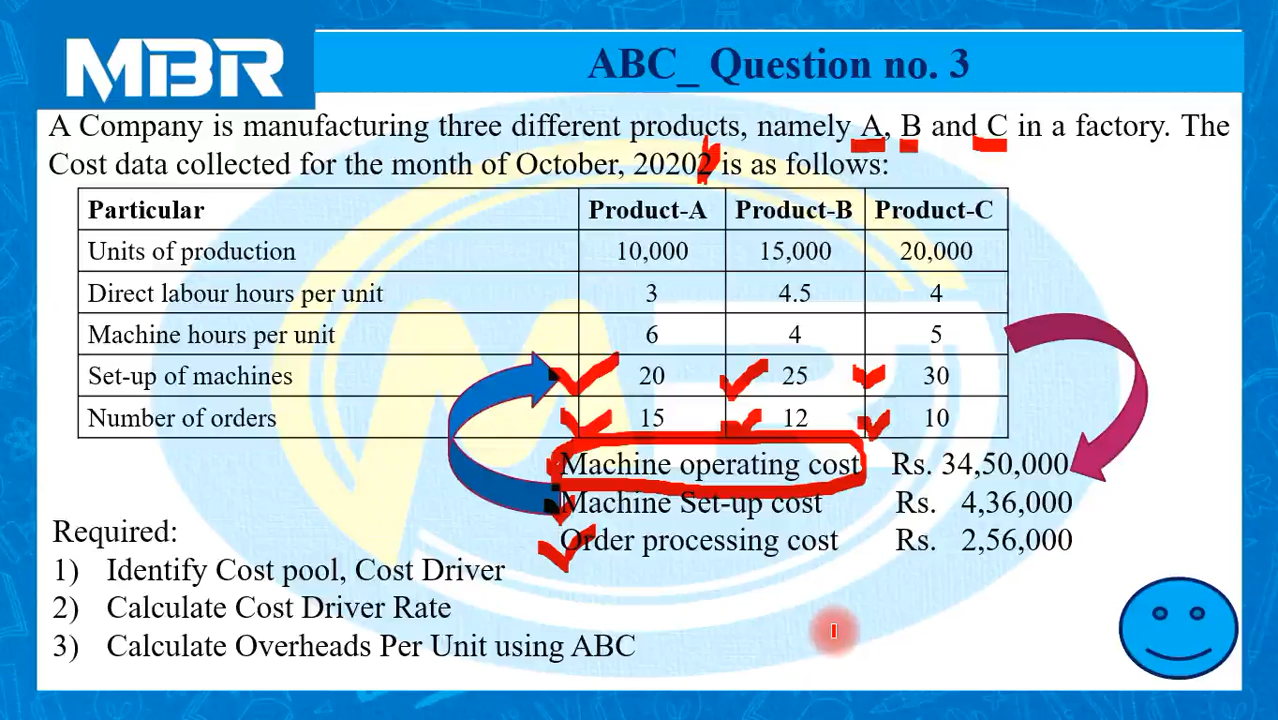 MBR
ABC_ Question no. 3
A Company is manufacturing three different products, namely A, B and C in a factory. The
Cost data collected for the month of October, 20202 is as follows:
Particular Product-A Product-B Product-C
Units of production 10,000 15,000 20,000
Direct labour hours per unit 3 4.5 4
Machine hours per unit 6 4 5
Set-up of machines 20 25 30
Number of orders 15 12 10
Machine operating cost Rs. 34,50,000
Machine Set-up cost Rs. 4,36,000
Order processing cost Rs. 2,56,000
Required:
1) Identify Cost pool, Cost Driver
2) Calculate Cost Driver Rate
3) Calculate Overheads Per Unit using ABC